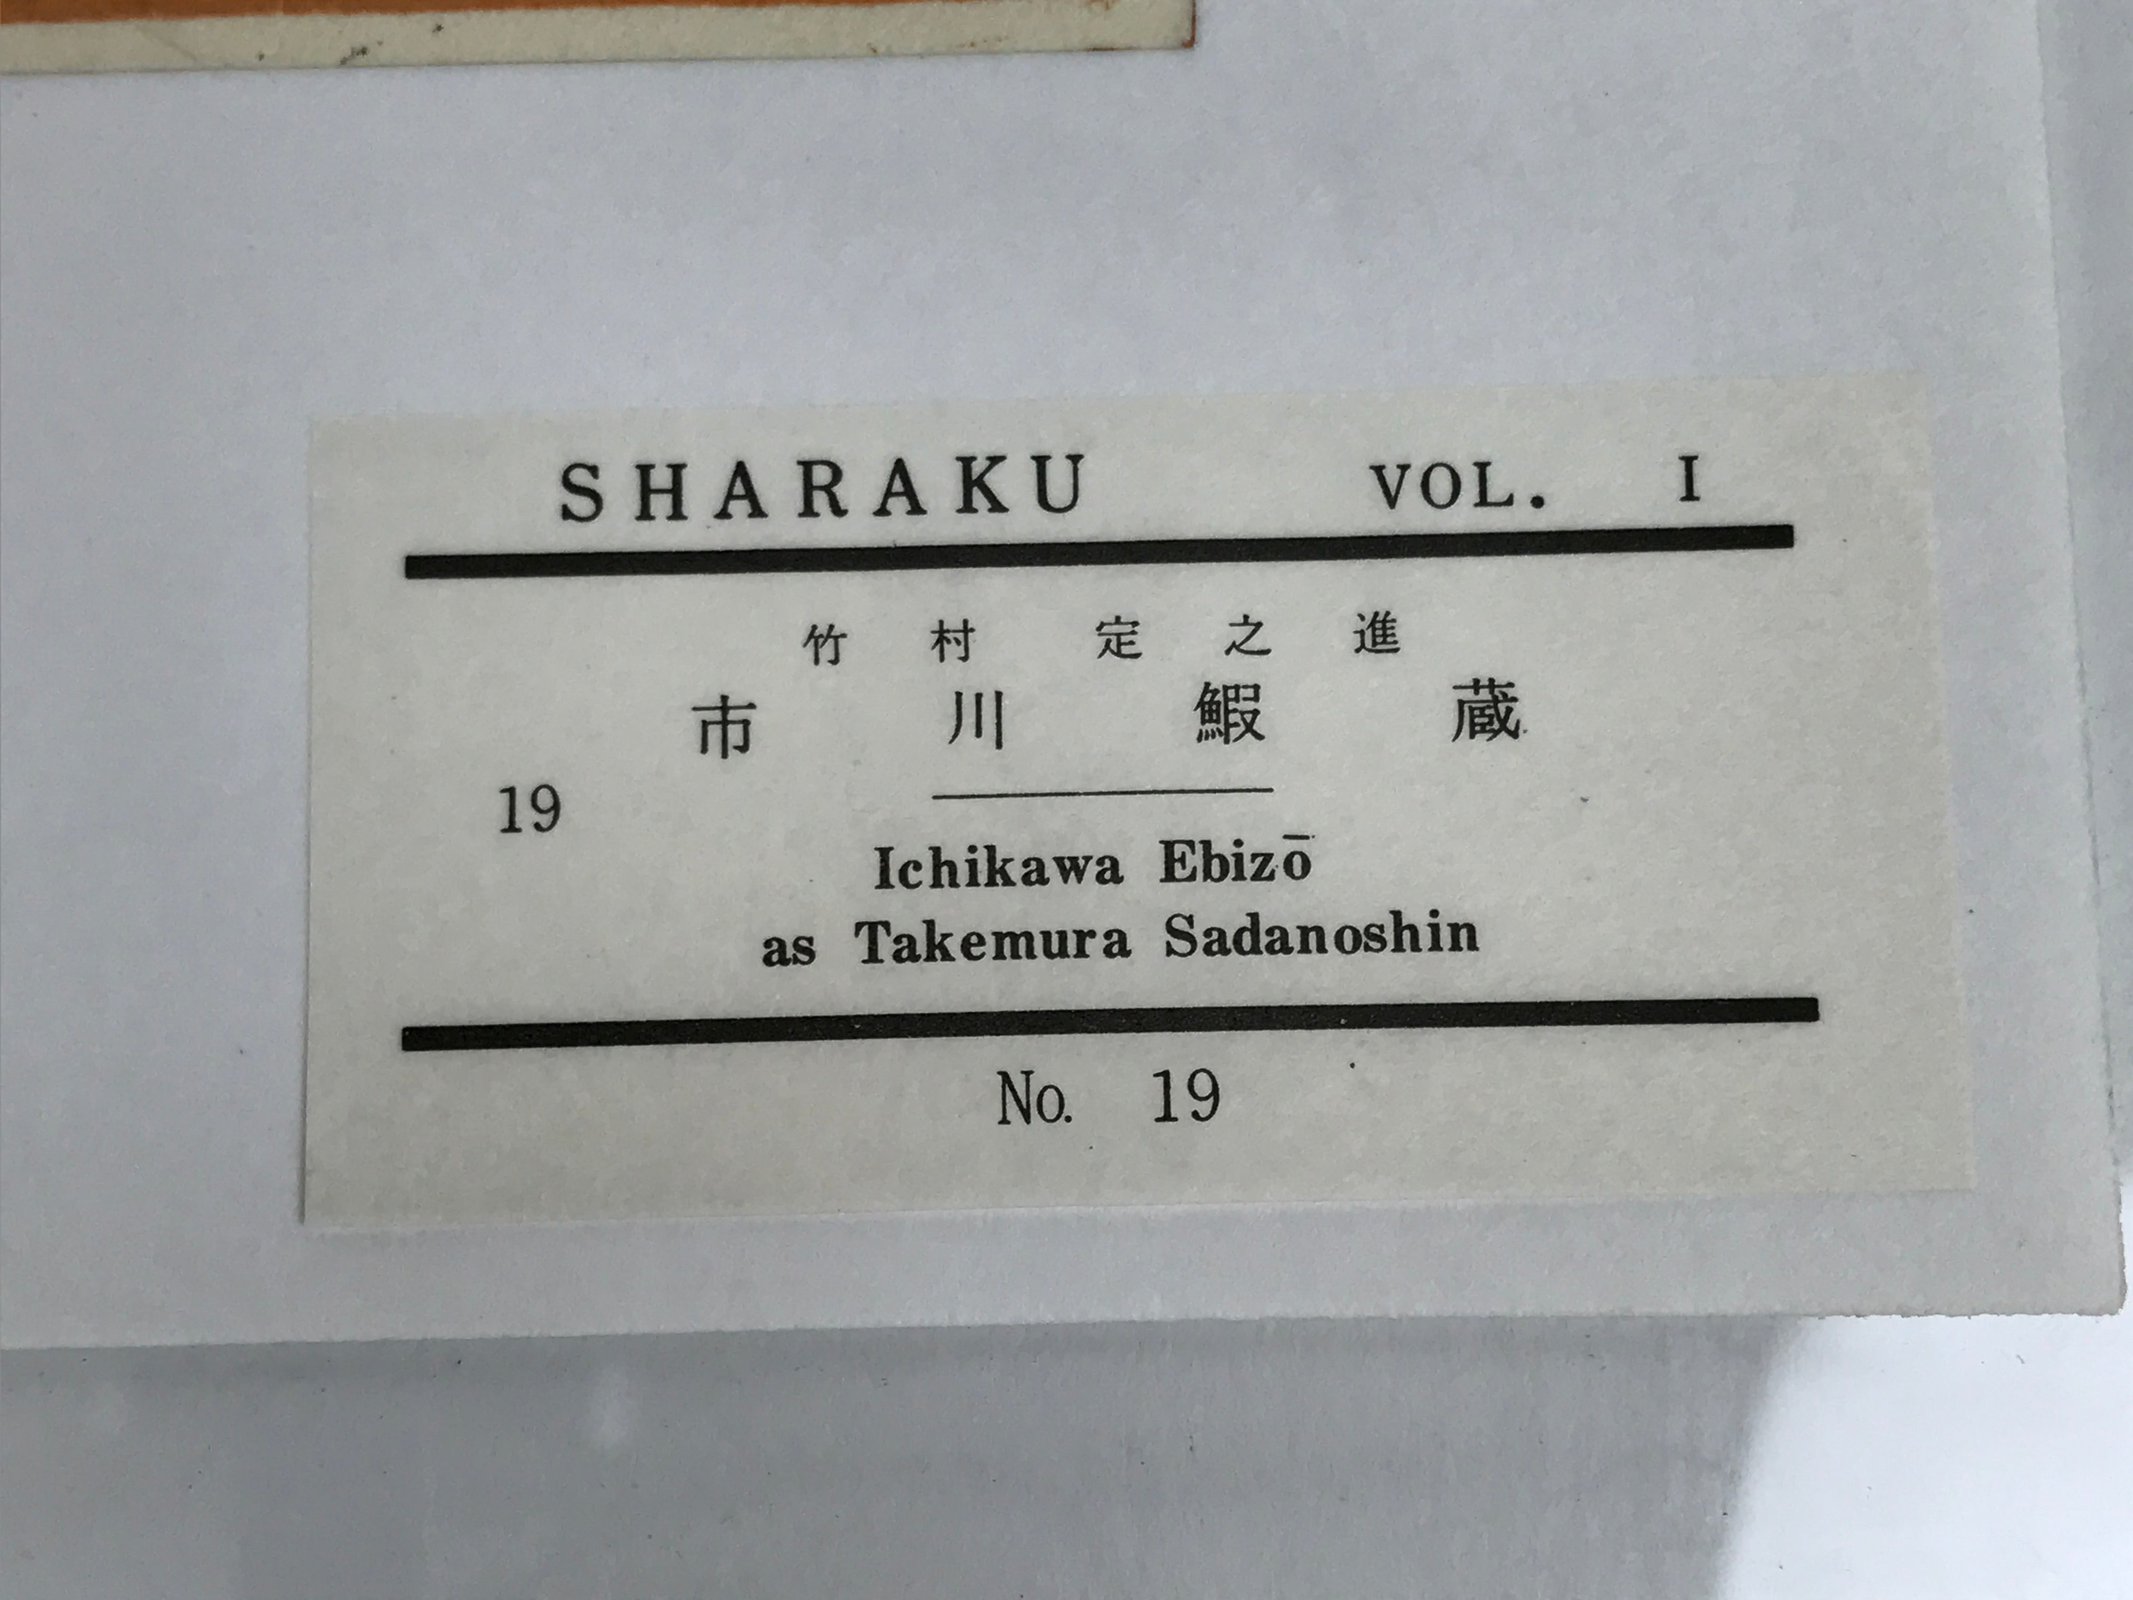 SHARAKU VOL. I
竹村 定之進
市川鰕蔵
19
Ichikawa Ebizō
as Takemura Sadanoshin
No. 19